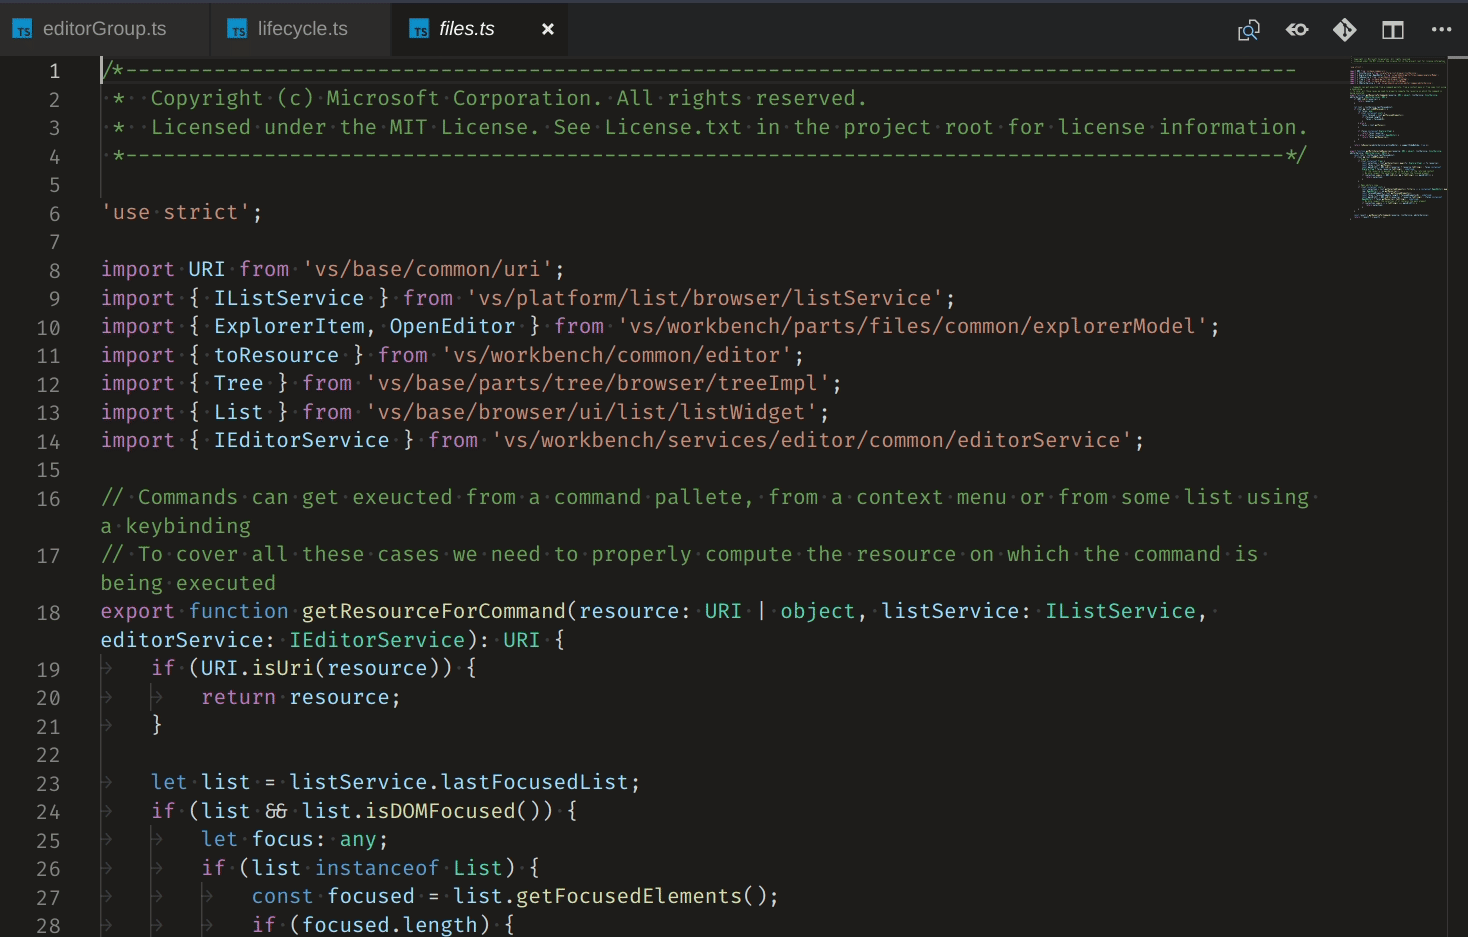 TS editorGroup.ts TS lifecycle.ts TS files.ts
1 /*---------------------------------------------------------------------------------------------
2  *  Copyright (c) Microsoft Corporation. All rights reserved.
3  *  Licensed under the MIT License. See License.txt in the project root for license information.
4  *--------------------------------------------------------------------------------------------*/
5
6 'use strict';
7
8 import URI from 'vs/base/common/uri';
9 import { IListService } from 'vs/platform/list/browser/listService';
10 import { ExplorerItem, OpenEditor } from 'vs/workbench/parts/files/common/explorerModel';
11 import { toResource } from 'vs/workbench/common/editor';
12 import { Tree } from 'vs/base/parts/tree/browser/treeImpl';
13 import { List } from 'vs/base/browser/ui/list/listWidget';
14 import { IEditorService } from 'vs/workbench/services/editor/common/editorService';
15
16 // Commands can get exeucted from a command pallete, from a context menu or from some list using
a keybinding
17 // To cover all these cases we need to properly compute the resource on which the command is
being executed
18 export function getResourceForCommand(resource: URI | object, listService: IListService,
editorService: IEditorService): URI {
19     if (URI.isUri(resource)) {
20         return resource;
21     }
22
23     let list = listService.lastFocusedList;
24     if (list && list.isDOMFocused()) {
25         let focus: any;
26         if (list instanceof List) {
27             const focused = list.getFocusedElements();
28             if (focused.length) {